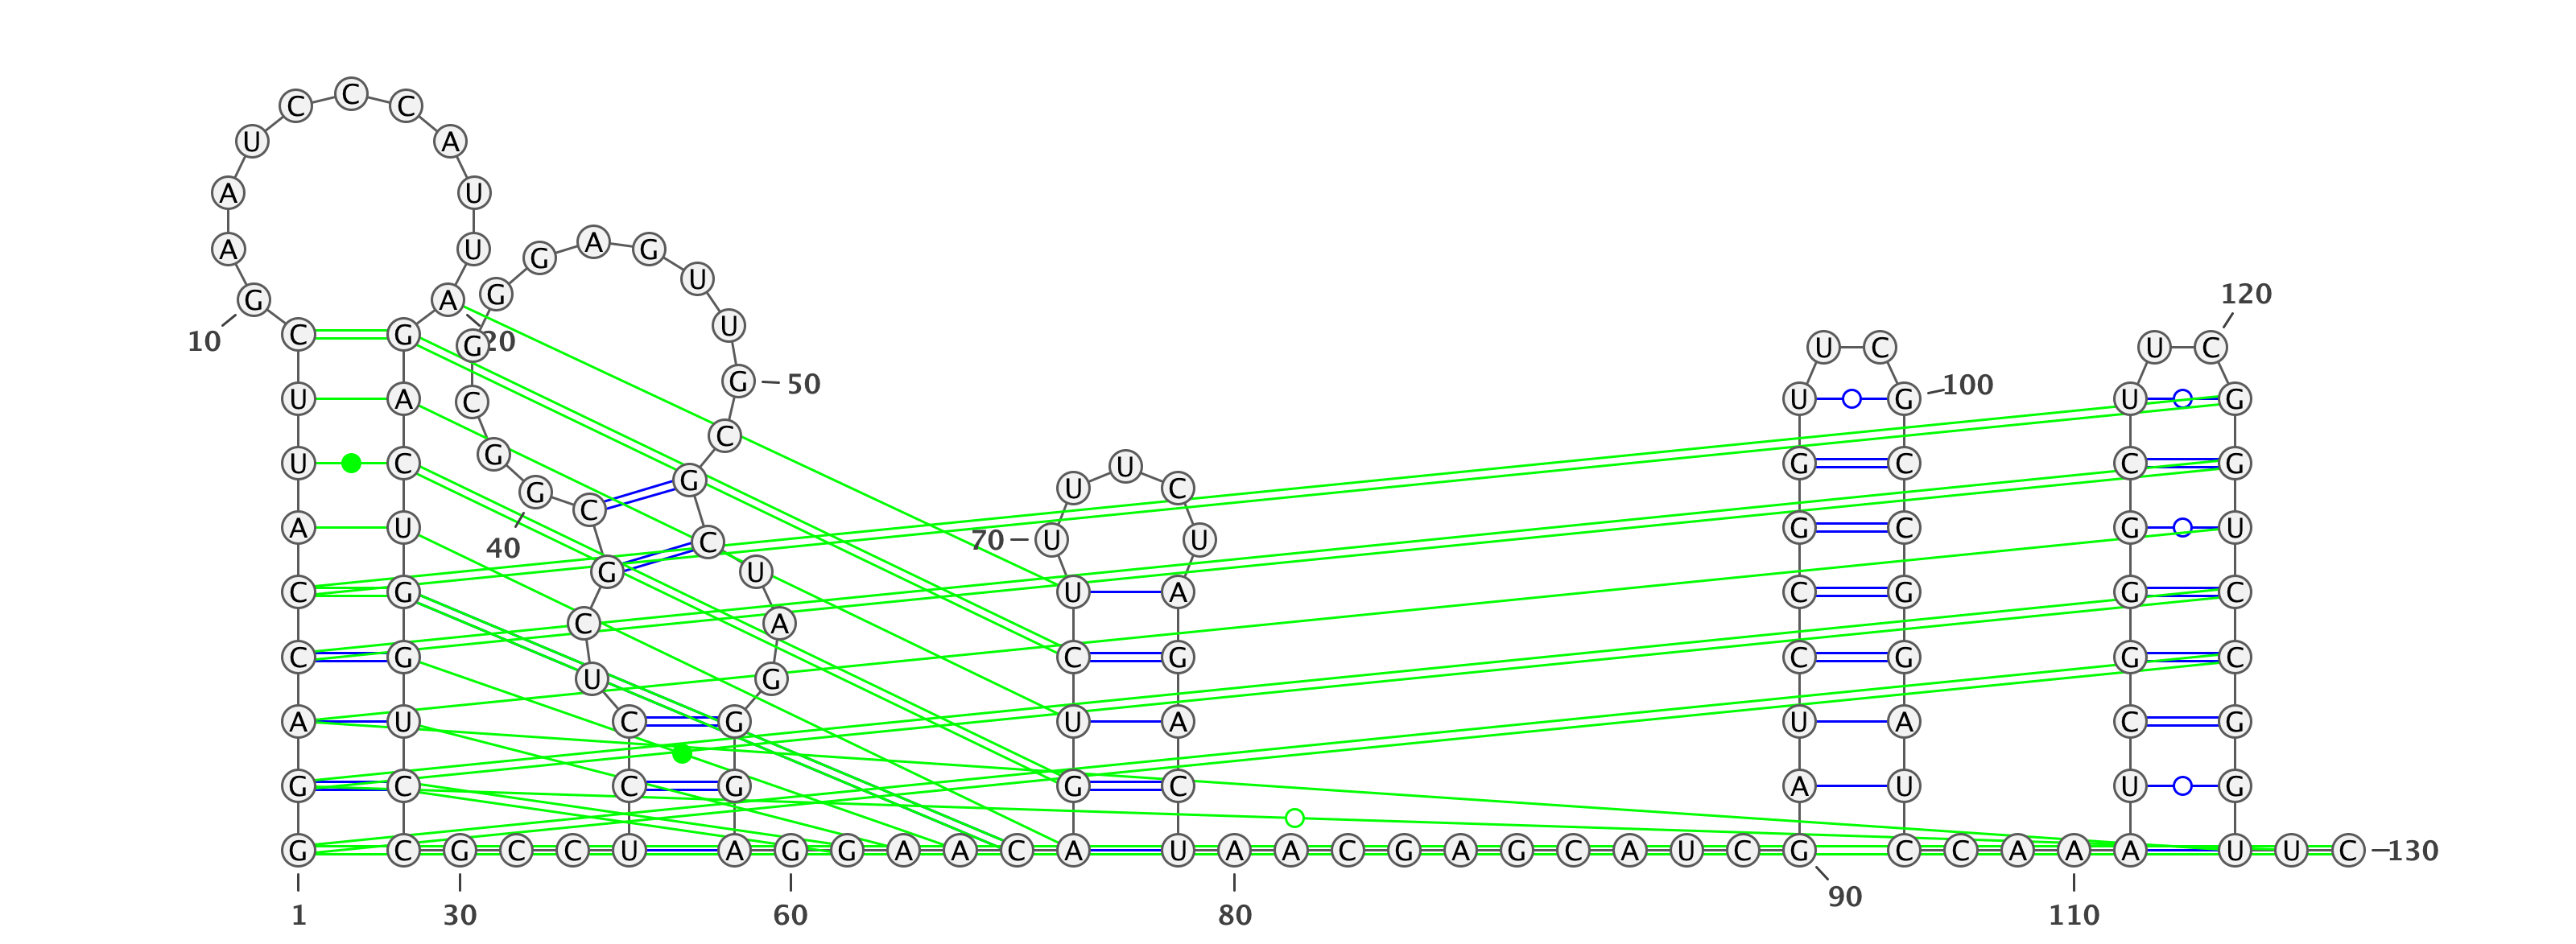 C C C
U A
A U
A U
G A G A G
10 20 G U
C G G U
U A C G 50
U C G C
A U G C G
40
C G G C
C G C U
A U U A
G C C G
G C G C C U C G A G G A A C A
70 U U U C U
U A
C G
U A
G C
U A A C G A G C A U C G
U C
U G 100
G C
G C
C G
C G
U A
A U
C C A A A
120
U C
U G
C G
G U
G C
G C
C G
U G
U U C 130
1 30 60 80 90 110